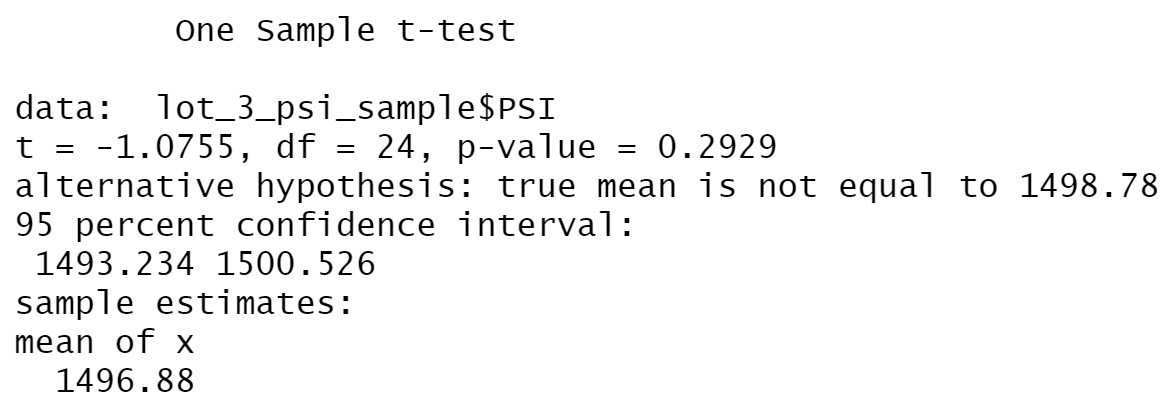 One Sample t-test
data:  lot_3_psi_sample$PSI
t = -1.0755, df = 24, p-value = 0.2929
alternative hypothesis: true mean is not equal to 1498.78
95 percent confidence interval:
1493.234 1500.526
sample estimates:
mean of x
1496.88